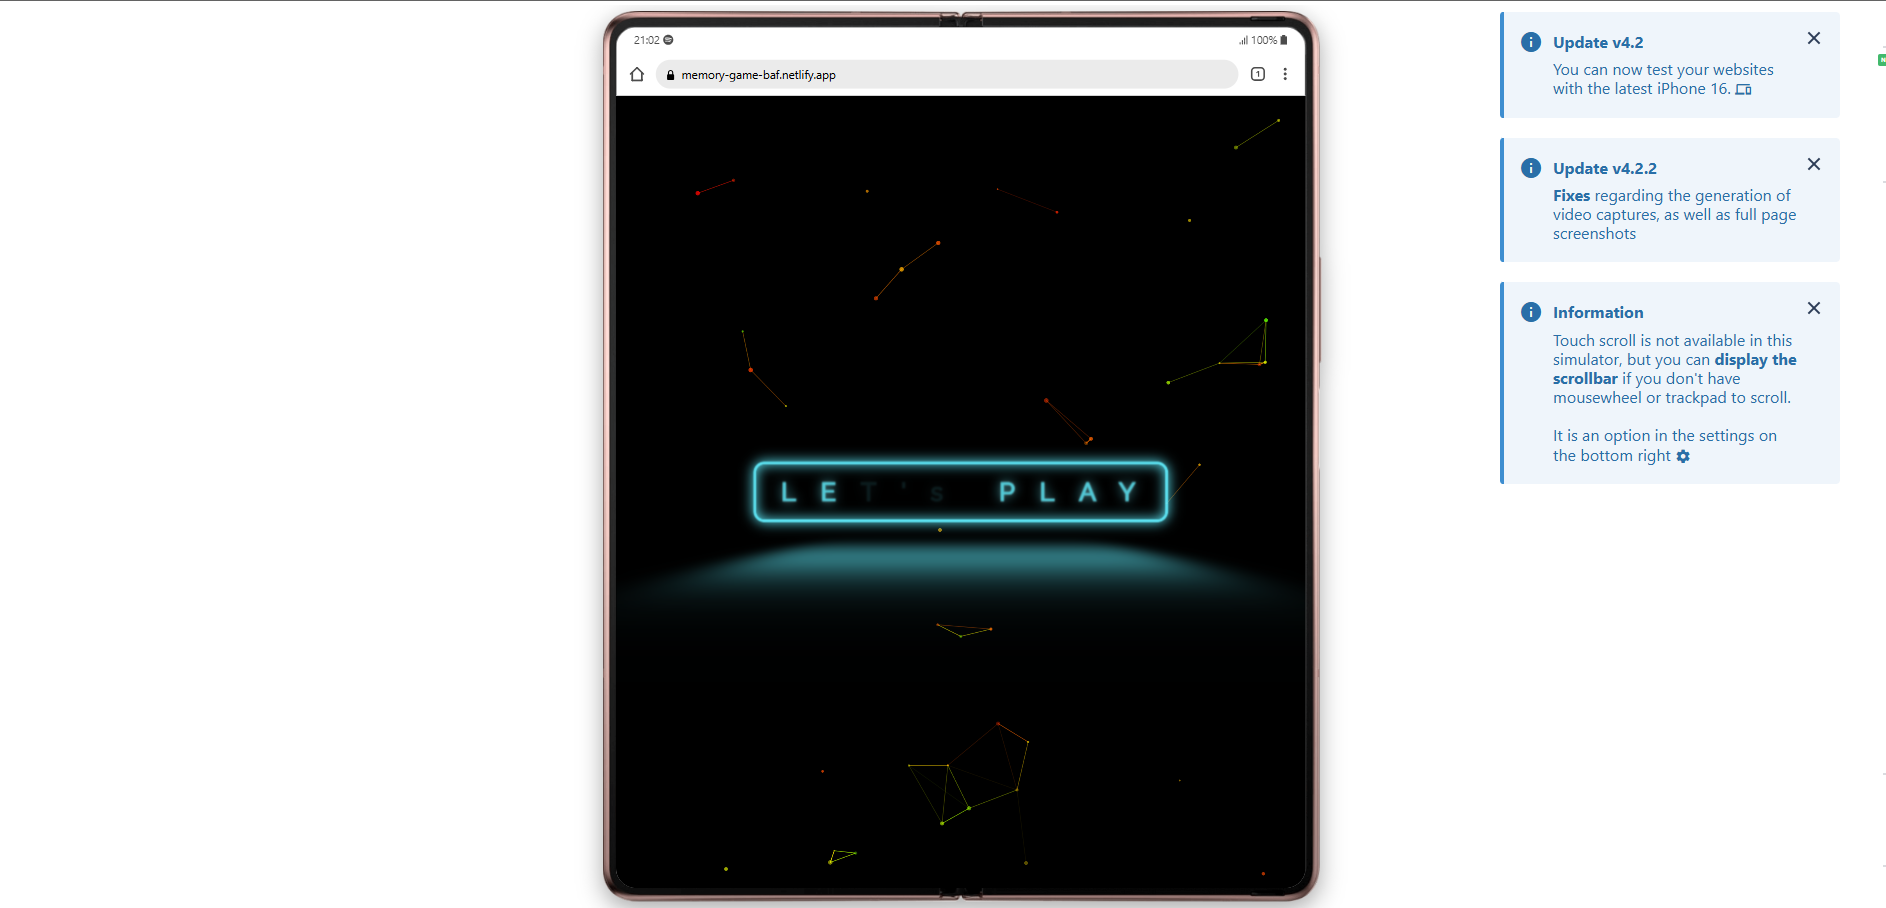 21:02
100%
memory-game-baf.netlify.app
1
LET's PLAY
Update v4.2
You can now test your websites
with the latest iPhone 16.
Update v4.2.2
Fixes regarding the generation of
video captures, as well as full page
screenshots
Information
Touch scroll is not available in this
simulator, but you can display the
scrollbar if you don't have
mousewheel or trackpad to scroll.
It is an option in the settings on
the bottom right